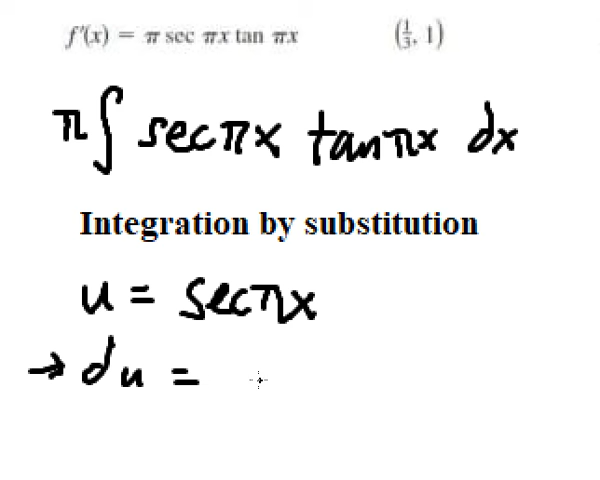 f'(x) = π sec πx tan πx (1/3, 1)
π∫ secπx tanπx dx
Integration by substitution
u = secπx
→ du =